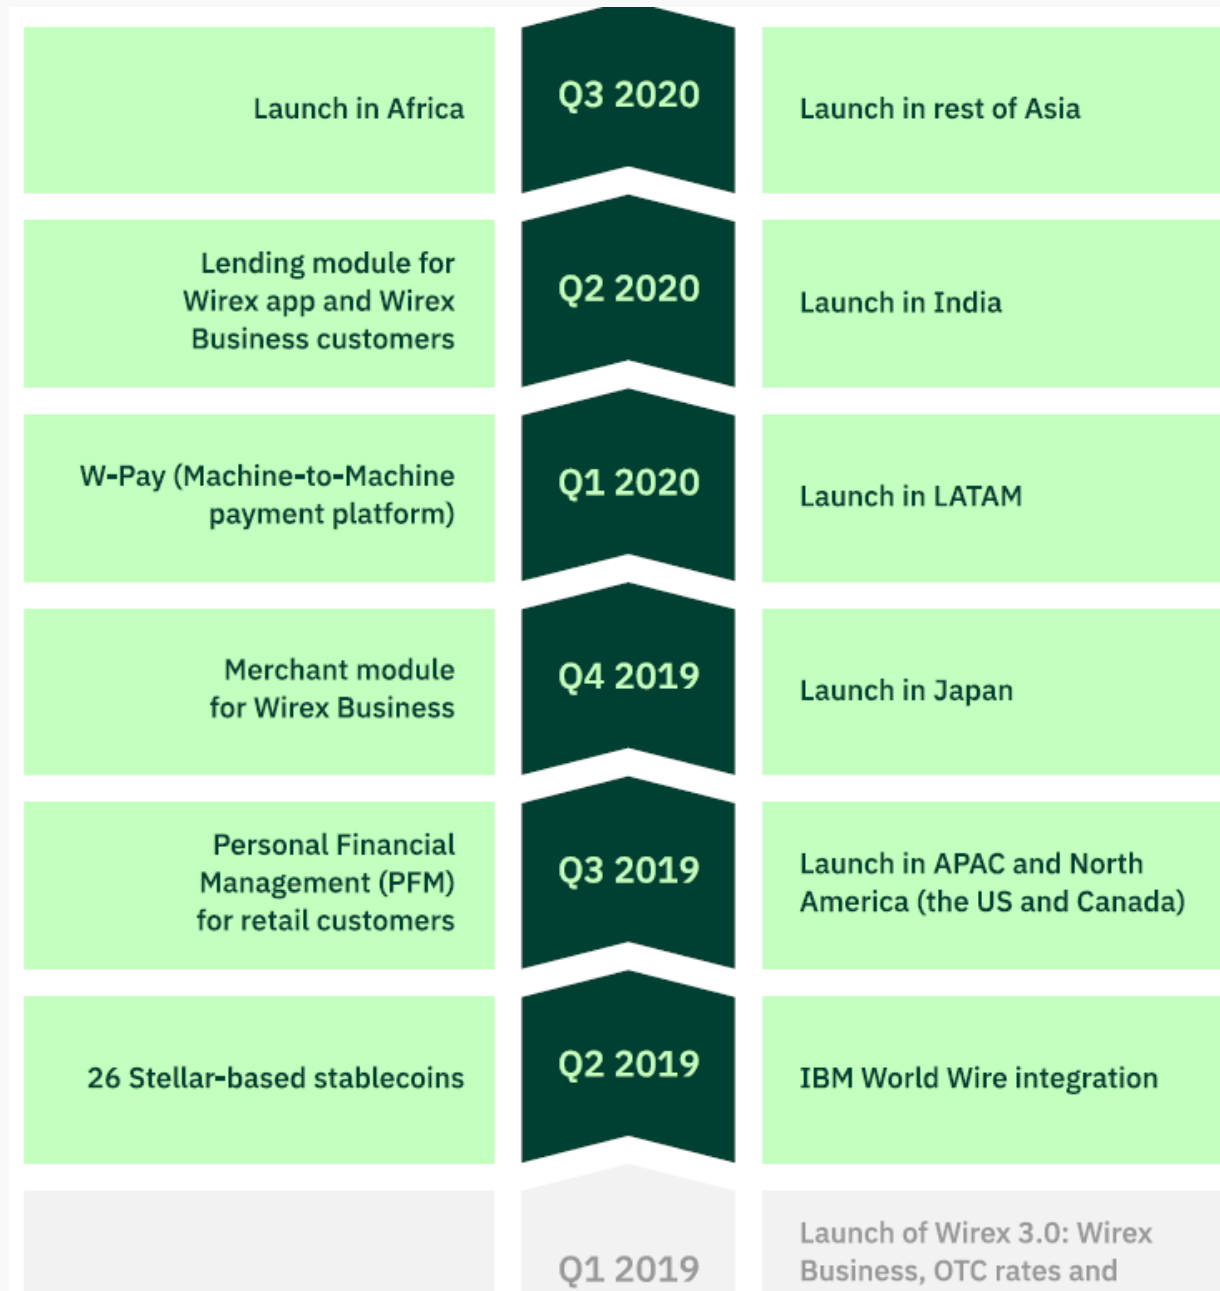 Launch in Africa
Q3 2020
Launch in rest of Asia
Lending module for
Wirex app and Wirex
Business customers
Q2 2020
Launch in India
W-Pay (Machine-to-Machine
payment platform)
Q1 2020
Launch in LATAM
Merchant module
for Wirex Business
Q4 2019
Launch in Japan
Personal Financial
Management (PFM)
for retail customers
Q3 2019
Launch in APAC and North
America (the US and Canada)
26 Stellar-based stablecoins
Q2 2019
IBM World Wire integration
Q1 2019
Launch of Wirex 3.0: Wirex
Business, OTC rates and